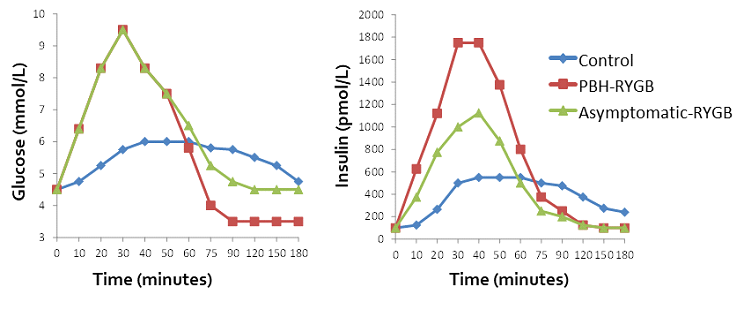 10
9
8
7
6
5
4
3
Glucose (mmol/L)
0 10 20 30 40 50 60 75 90 120 150 180
Time (minutes)
2000
1800
1600
1400
1200
1000
800
600
400
200
0
Insulin (pmol/L)
0 10 20 30 40 50 60 75 90 120 150 180
Time (minutes)
Control
PBH-RYGB
Asymptomatic-RYGB